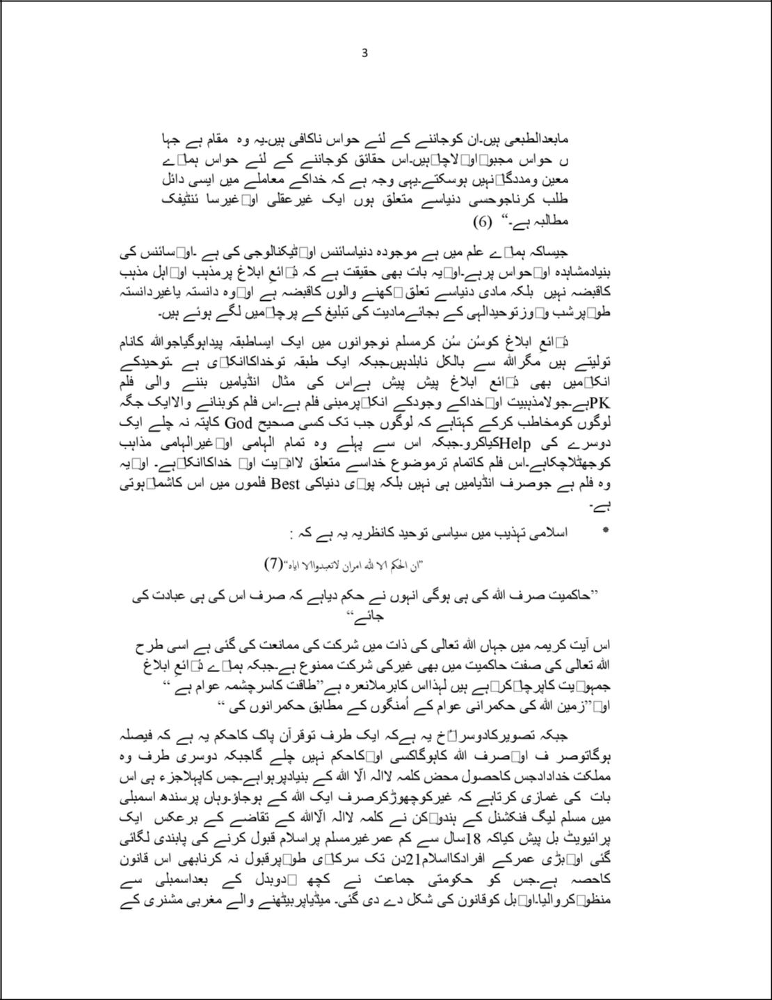 3
مابعدالطبعی ہیں۔ان کوجاننے کے لئے حواس ناکافی ہیں۔یہ وہ مقام ہے جہا
ں حواس مجبو□او□لاچا□ہیں۔اس حقائق کوجاننے کے لئے حواس ہما□ے
معین ومددگا□نہیں ہوسکتے۔یہی وجہ ہے کہ خداکے معاملے میں ایسی دائل
طلب کرناجوحسی دنیاسے متعلق ہوں ایک غیرعقلی او□غیرسا ئنٹیفک
مطالبہ ہے۔“ (6)
جیساکہ ہما□ے علم میں ہے موجودہ دنیاسائنس او□ٹیکنالوجی کی ہے ۔او□سائنس کی
بنیادمشاہدہ او□حواس پرہے۔او□یہ بات بھی حقیقت ہے کہ ذ□ائعِ ابلاغ پرمذہب او□اہل مذہب
کاقبضہ نہیں بلکہ مادی دنیاسے تعلق □کھنے والوں کاقبضہ ہے او□وہ دانستہ یاغیردانستہ
طو□پرشب و□وزتوحیدالہی کے بجائےمادیت کی تبلیغ کے پرچا□میں لگے ہوئے ہیں۔
ذ□ائعِ ابلاغ کوسُن سُن کرمسلم نوجوانوں میں ایک ایساطبقہ پیداہوگیاجواللہ کانام
تولیتے ہیں مگراللہ سے بالکل نابلدہیں۔جبکہ ایک طبقہ توخداکاانکا□ی ہے ۔توحیدکے
انکا□میں بھی ذ□ائع ابلاغ پیش پیش ہےاس کی مثال انڈیامیں بننے والی فلم
PKہے۔جولامذہبیت او□خداکے وجودکے انکا□پرمبنی فلم ہے۔اس فلم کوبنانے والاایک جگہ
لوگوں کومخاطب کرکے کہتاہے کہ لوگوں جب تک کسی صحیح God کاپتہ نہ چلے ایک
دوسرے کی Helpکیاکرو۔جبکہ اس سے پہلے وہ تمام الہامی او□غیرالہامی مذاہب
کوجھٹلاچکاہے۔اس فلم کاتمام ترموضوع خداسے متعلق لااد□یت او□ خداکاانکا□ہے۔ او□یہ
وہ فلم ہے جوصرف انڈیامیں ہی نہیں بلکہ پو□ی دنیاکی Best فلموں میں اس کاشما□ہوتی
ہے۔
* اسلامی تہذیب میں سیاسی توحید کانظریہ یہ ہے کہ :
”ان الحکم الا للہ امران لاتعبدواالا ایاہ“(7)
”حاکمیت صرف اللہ کی ہی ہوگی انہوں نے حکم دیاہے کہ صرف اس کی ہی عبادت کی
جائے“
اس آیت کریمہ میں جہاں اللہ تعالی کی ذات میں شرکت کی ممانعت کی گئی ہے اسی طرح
اللہ تعالی کی صفت حاکمیت میں بھی غیرکی شرکت ممنوع ہے۔جبکہ ہما□ے ذ□ائعِ ابلاغ
جمہو□یت کاپرچا□کر□ہے ہیں لہذااس کابرملانعرہ ہے”طاقت کاسرچشمہ عوام ہے “
او□”زمین اللہ کی حکمرانی عوام کے اُمنگوں کے مطابق حکمرانوں کی “
جبکہ تصویرکادوسرا□ُخ یہ ہےکہ ایک طرف توقرآن پاک کاحکم یہ ہے کہ فیصلہ
ہوگاتوصر ف او□صرف اللہ کاہوگاکسی او□کاحکم نہیں چلے گاجبکہ دوسری طرف وہ
مملکت خدادادجس کاحصول محض کلمہ لاالہ الّا اللہ کے بنیادپرہواہے۔جس کاپہلاجزء ہی اس
بات کی غمازی کرتاہے کہ غیرکوچھوڑکرصرف ایک اللہ کے ہوجاؤ۔وہاں پرسندھ اسمبلی
میں مسلم لیگ فنکشنل کے ہندو□کن نے کلمہ لاالہ الّااللہ کے تقاضے کے برعکس ایک
پرائیویٹ بل پیش کیاکہ 18سال سے کم عمرغیرمسلم پراسلام قبول کرنے کی پابندی لگائی
گئی او□بڑی عمرکے افرادکااسلام21دن تک سرکا□ی طو□پرقبول نہ کرنابھی اس قانون
کاحصہ ہے۔جس کو حکومتی جماعت نے کچھ □دوبدل کے بعداسمبلی سے
منظو□کروالیا۔او□بل کوقانون کی شکل دے دی گئی۔ میڈیاپربیٹھنے والے مغربی مشنری کے